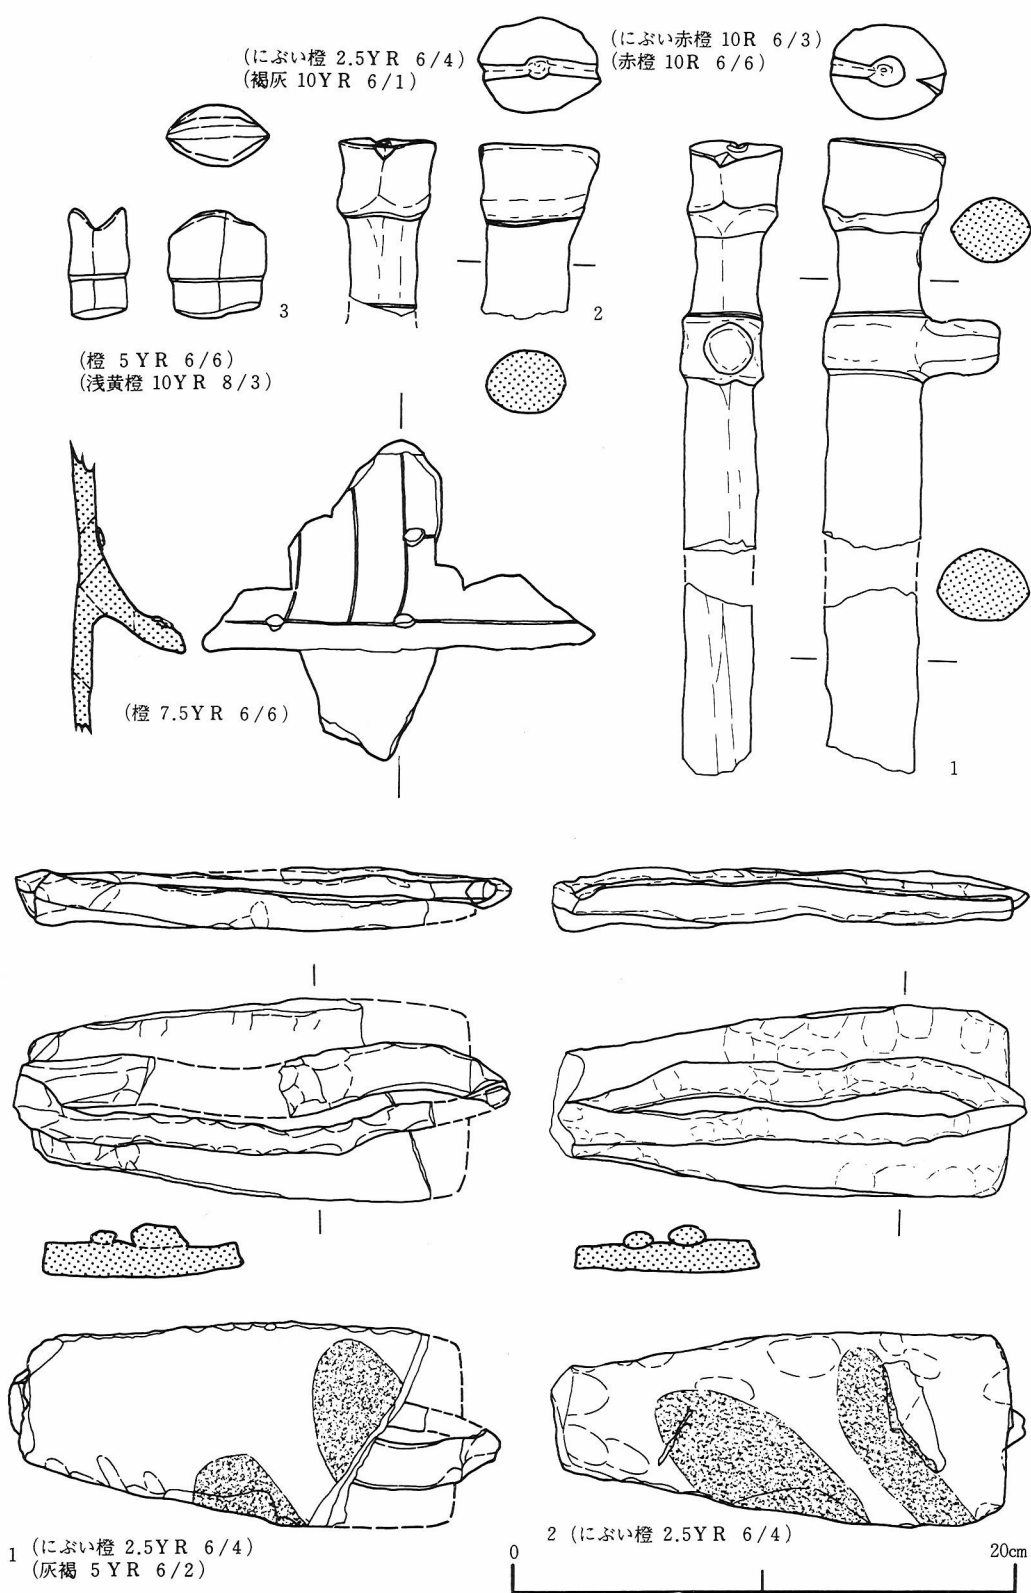 (にぶい橙 2.5YR 6/4)
(褐灰 10YR 6/1)
(にぶい赤橙 10R 6/3)
(赤橙 10R 6/6)
3
2
(橙 5YR 6/6)
(浅黄橙 10YR 8/3)
(橙 7.5YR 6/6)
1
1 (にぶい橙 2.5YR 6/4)
(灰褐 5YR 6/2)
2 (にぶい橙 2.5YR 6/4)
0 20cm